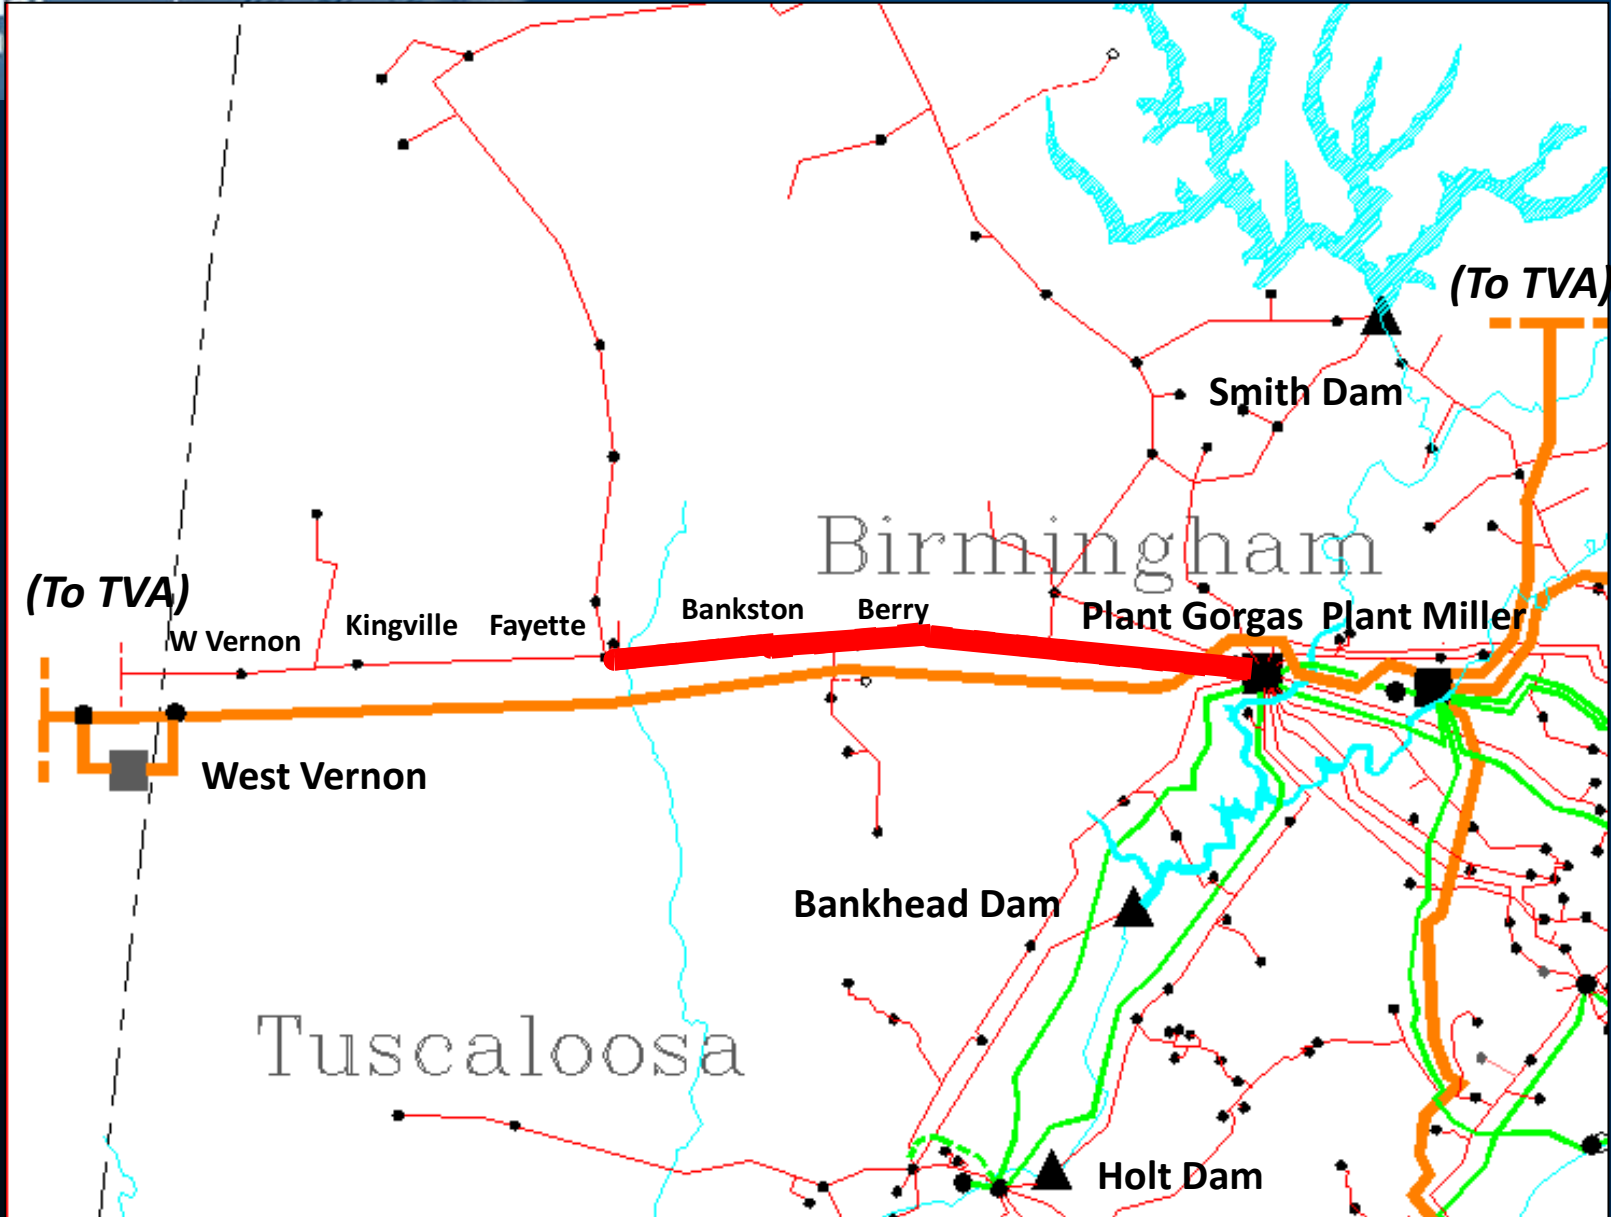 (To TVA)
Smith Dam
Birmingham
(To TVA)
W Vernon
Kingville
Fayette
Bankston
Berry
Plant Gorgas
Plant Miller
West Vernon
Bankhead Dam
Tuscaloosa
Holt Dam